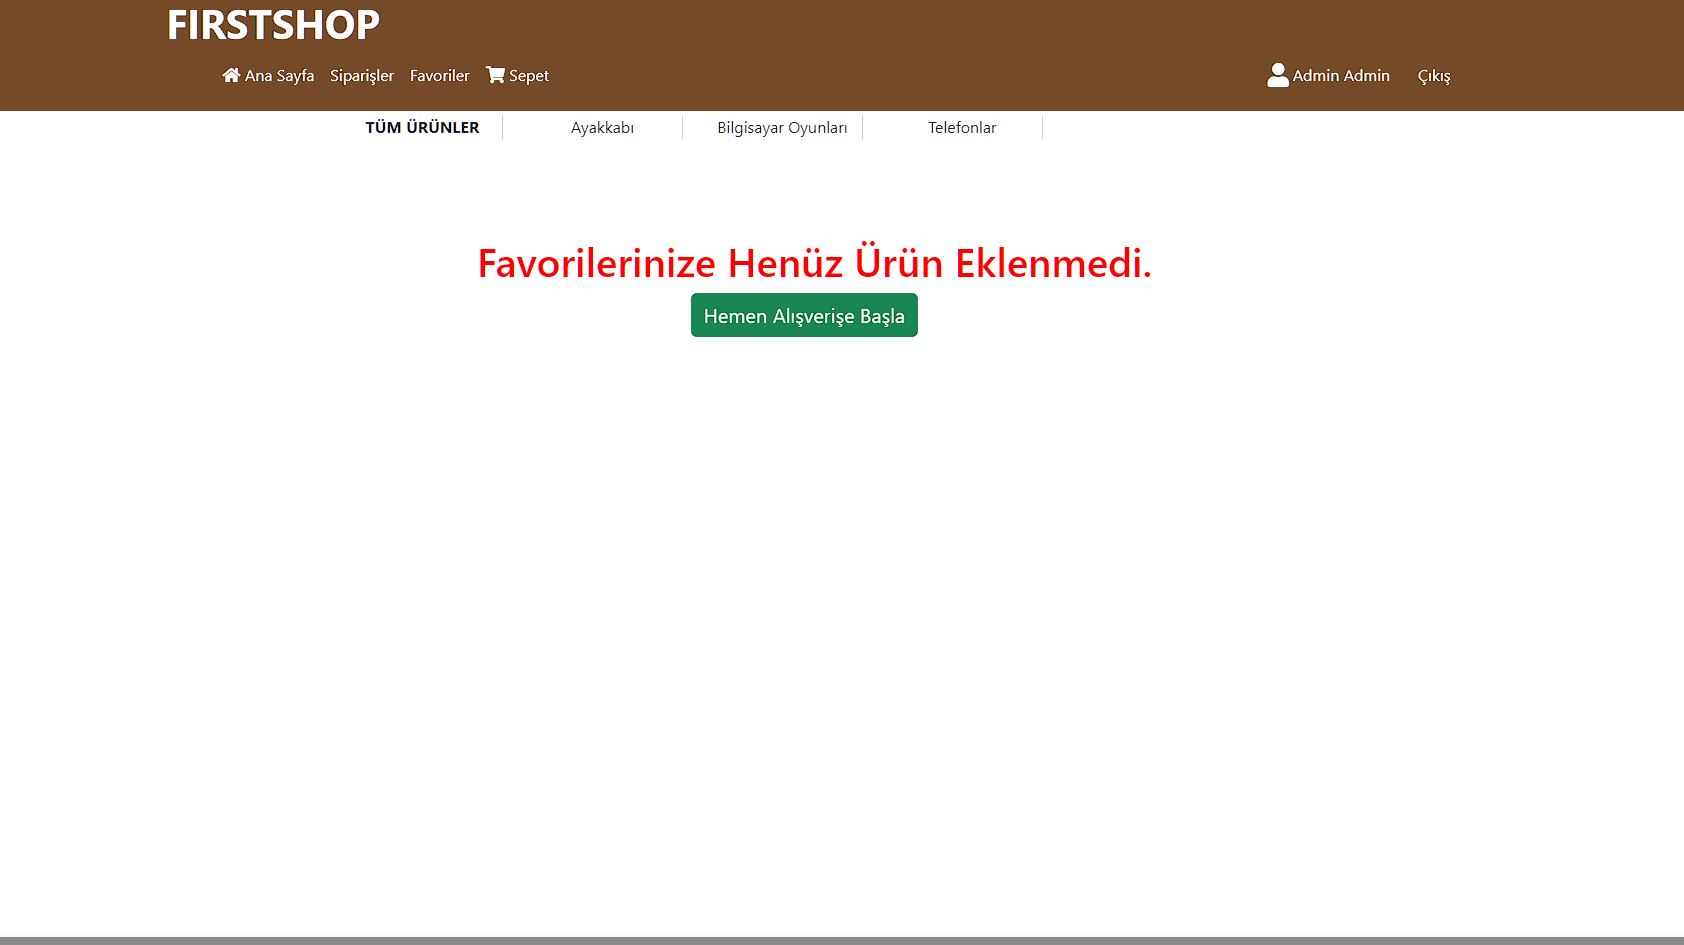 FIRSTSHOP
Ana Sayfa Siparişler Favoriler Sepet Admin Admin Çıkış
TÜM ÜRÜNLER Ayakkabı Bilgisayar Oyunları Telefonlar
Favorilerinize Henüz Ürün Eklenmedi.
Hemen Alışverişe Başla